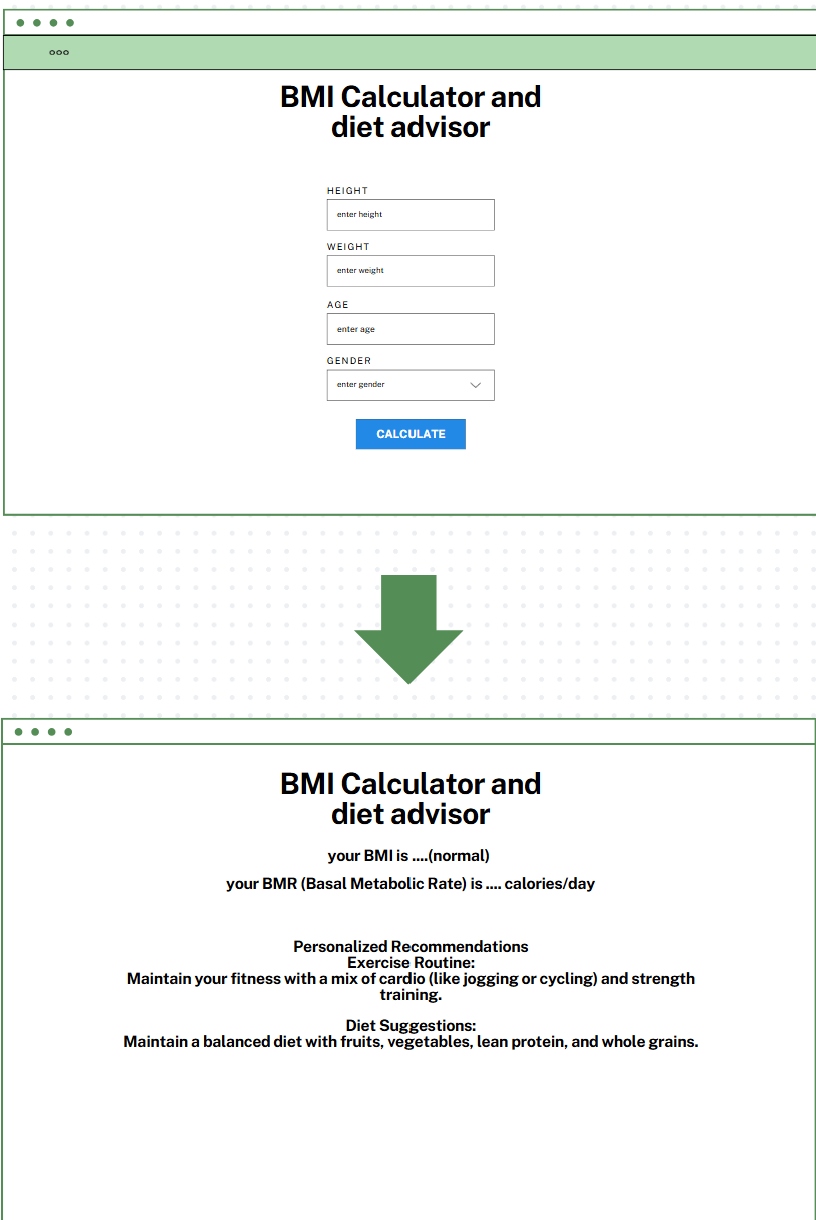 BMI Calculator and
diet advisor
HEIGHT
enter height
WEIGHT
enter weight
AGE
enter age
GENDER
enter gender
CALCULATE
BMI Calculator and
diet advisor
your BMI is ....(normal)
your BMR (Basal Metabolic Rate) is .... calories/day
Personalized Recommendations
Exercise Routine:
Maintain your fitness with a mix of cardio (like jogging or cycling) and strength
training.
Diet Suggestions:
Maintain a balanced diet with fruits, vegetables, lean protein, and whole grains.